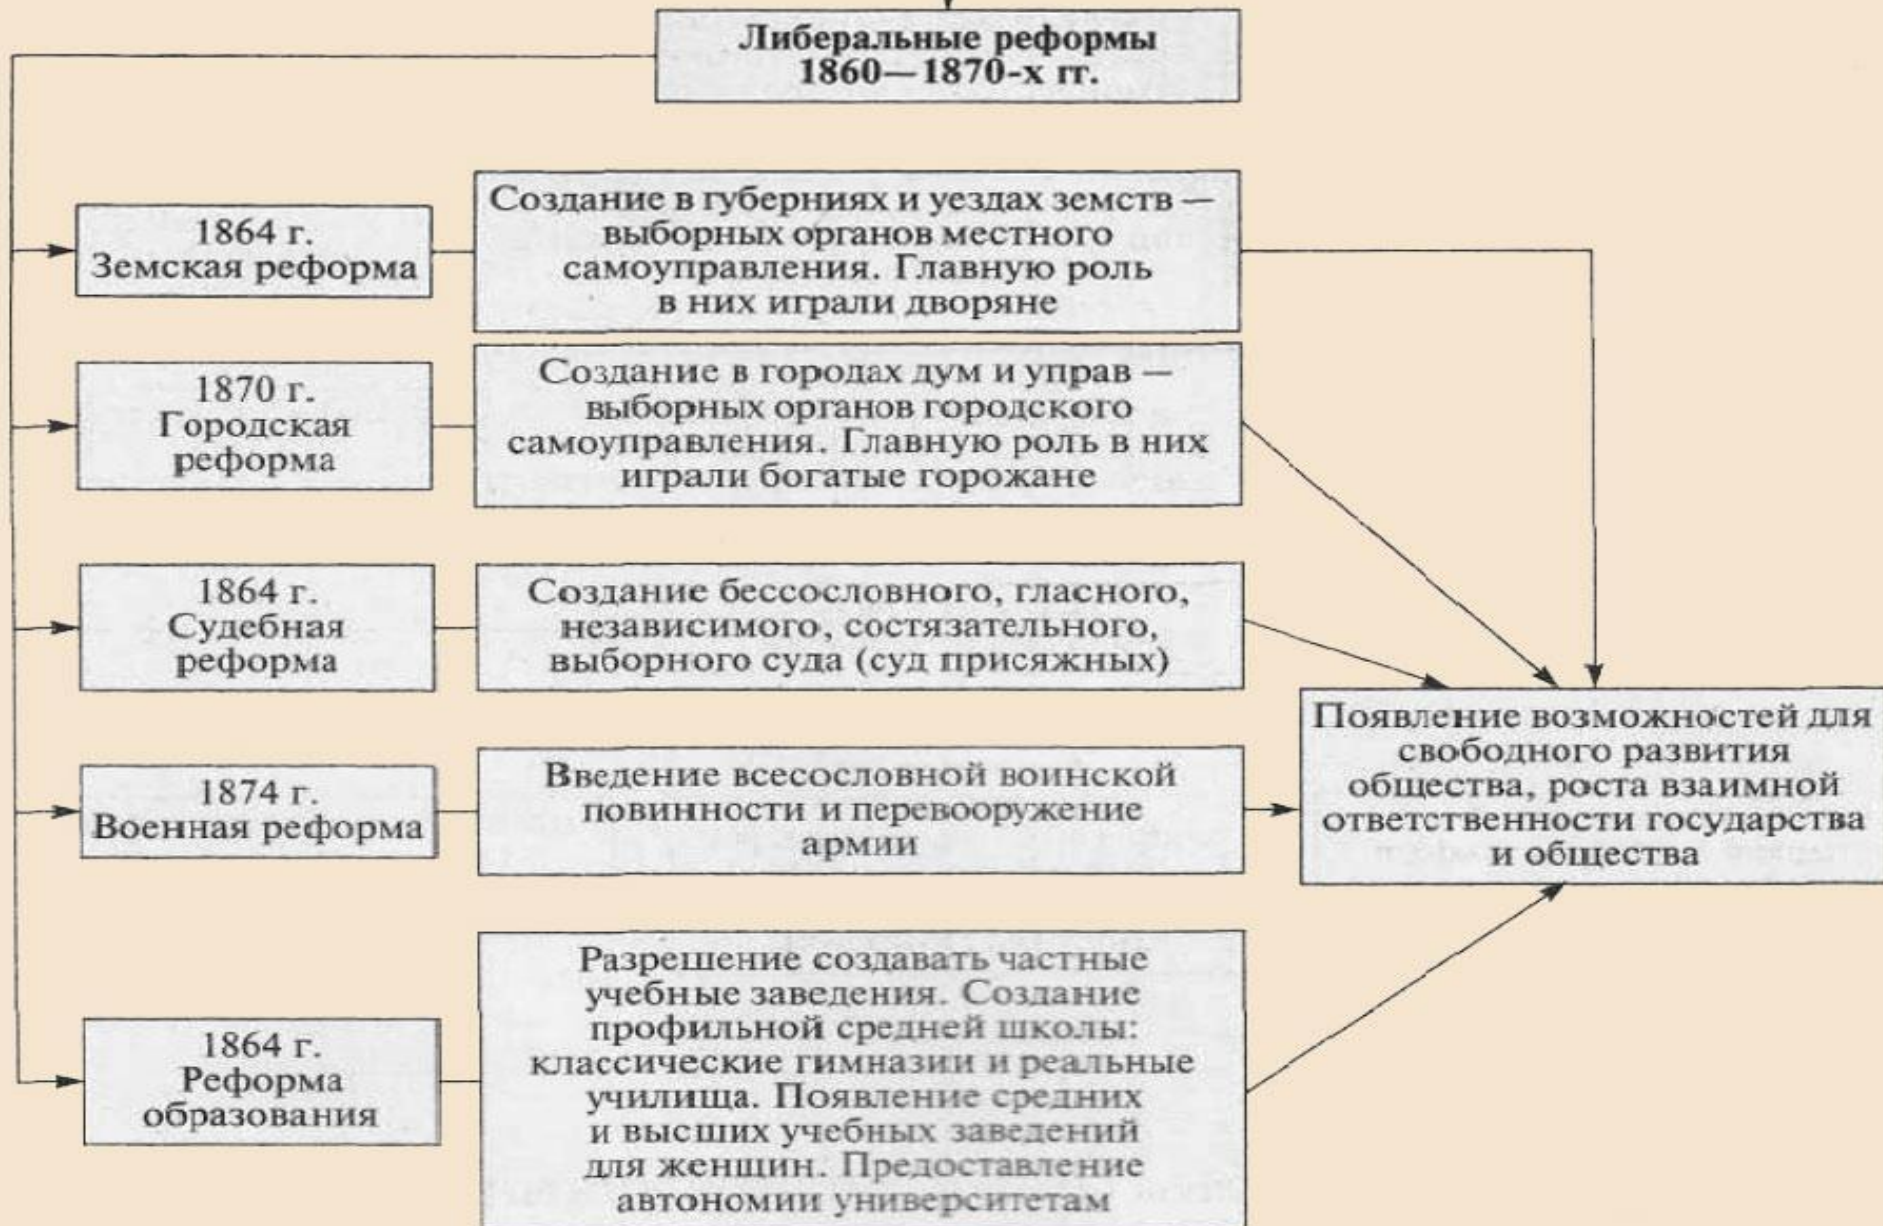 Либеральные реформы
1860—1870-х гг.
1864 г.
Земская реформа
Создание в губерниях и уездах земств —
выборных органов местного
самоуправления. Главную роль
в них играли дворяне
1870 г.
Городская
реформа
Создание в городах дум и управ —
выборных органов городского
самоуправления. Главную роль в них
играли богатые горожане
1864 г.
Судебная
реформа
Создание бессословного, гласного,
независимого, состязательного,
выборного суда (суд присяжных)
1874 г.
Военная реформа
Введение всесословной воинской
повинности и перевооружение
армии
1864 г.
Реформа
образования
Разрешение создавать частные
учебные заведения. Создание
профильной средней школы:
классические гимназии и реальные
училища. Появление средних
и высших учебных заведений
для женщин. Предоставление
автономии университетам
Появление возможностей для
свободного развития
общества, роста взаимной
ответственности государства
и общества